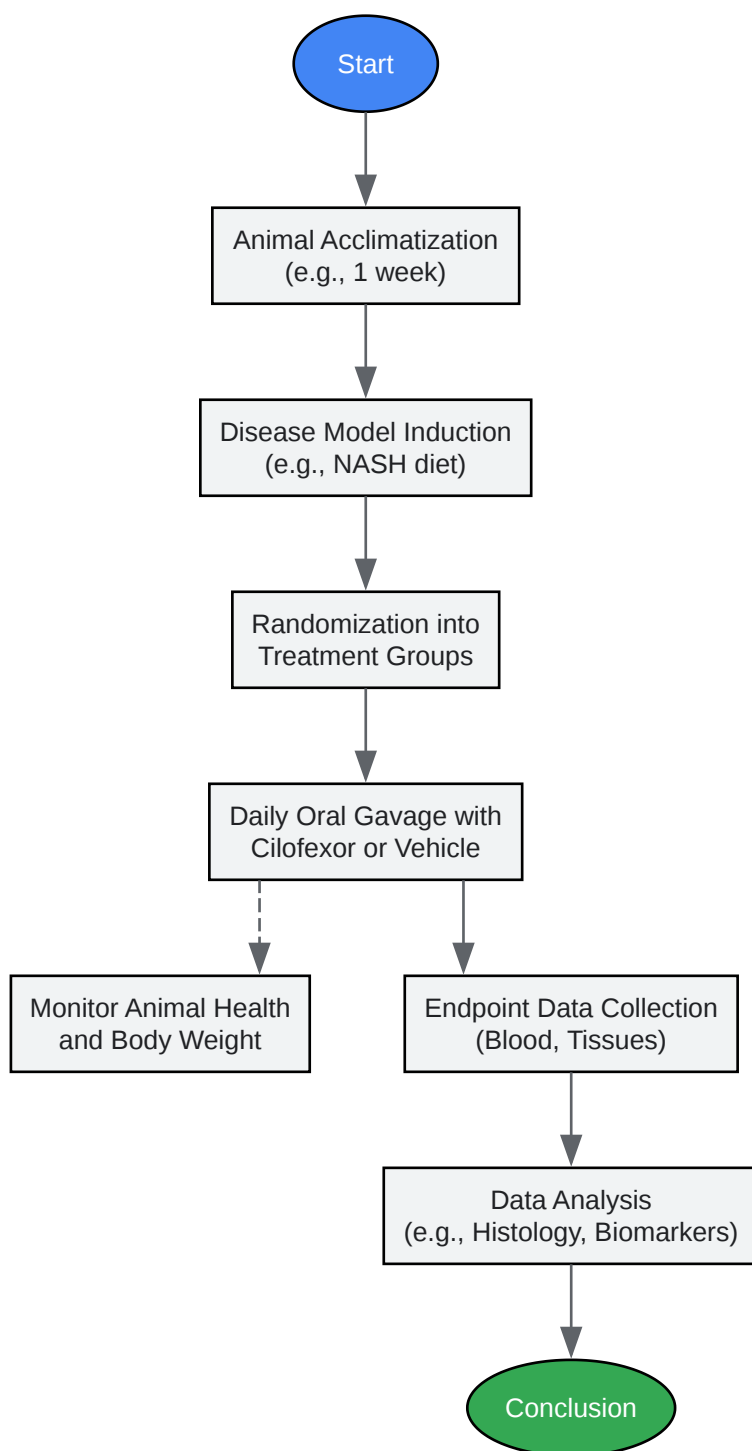 Start
Animal Acclimatization
(e.g., 1 week)
Disease Model Induction
(e.g., NASH diet)
Randomization into
Treatment Groups
Daily Oral Gavage with
Cilofexor or Vehicle
Monitor Animal Health
and Body Weight
Endpoint Data Collection
(Blood, Tissues)
Data Analysis
(e.g., Histology, Biomarkers)
Conclusion